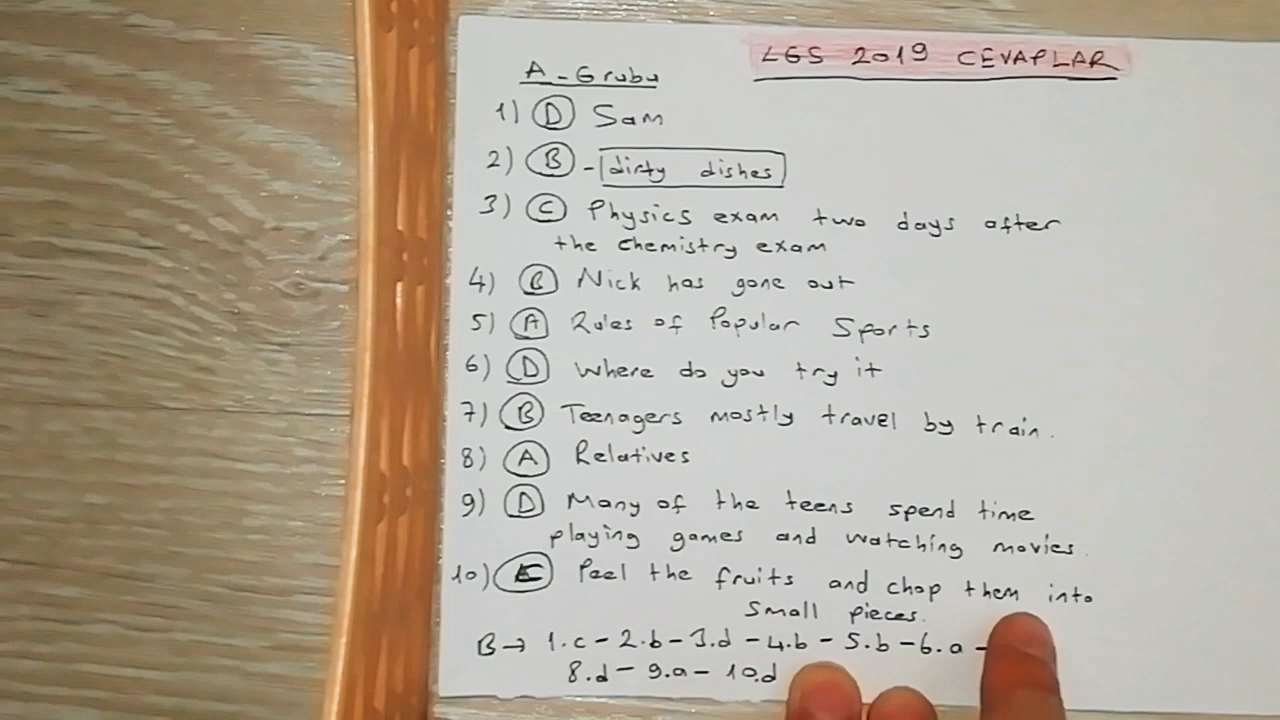 LGS 2019 CEVAPLAR
A-Grubu
1) D Sam
2) B - dirty dishes
3) C Physics exam two days after
the chemistry exam
4) B Nick has gone out
5) A Rules of Popular Sports
6) D Where do you try it
7) B Teenagers mostly travel by train.
8) A Relatives
9) D Many of the teens spend time
playing games and watching movies.
10) C Peel the fruits and chop them into
small pieces.
B → 1.c - 2.b - 3.d - 4.b - 5.b - 6.a -
8.d - 9.a - 10.d